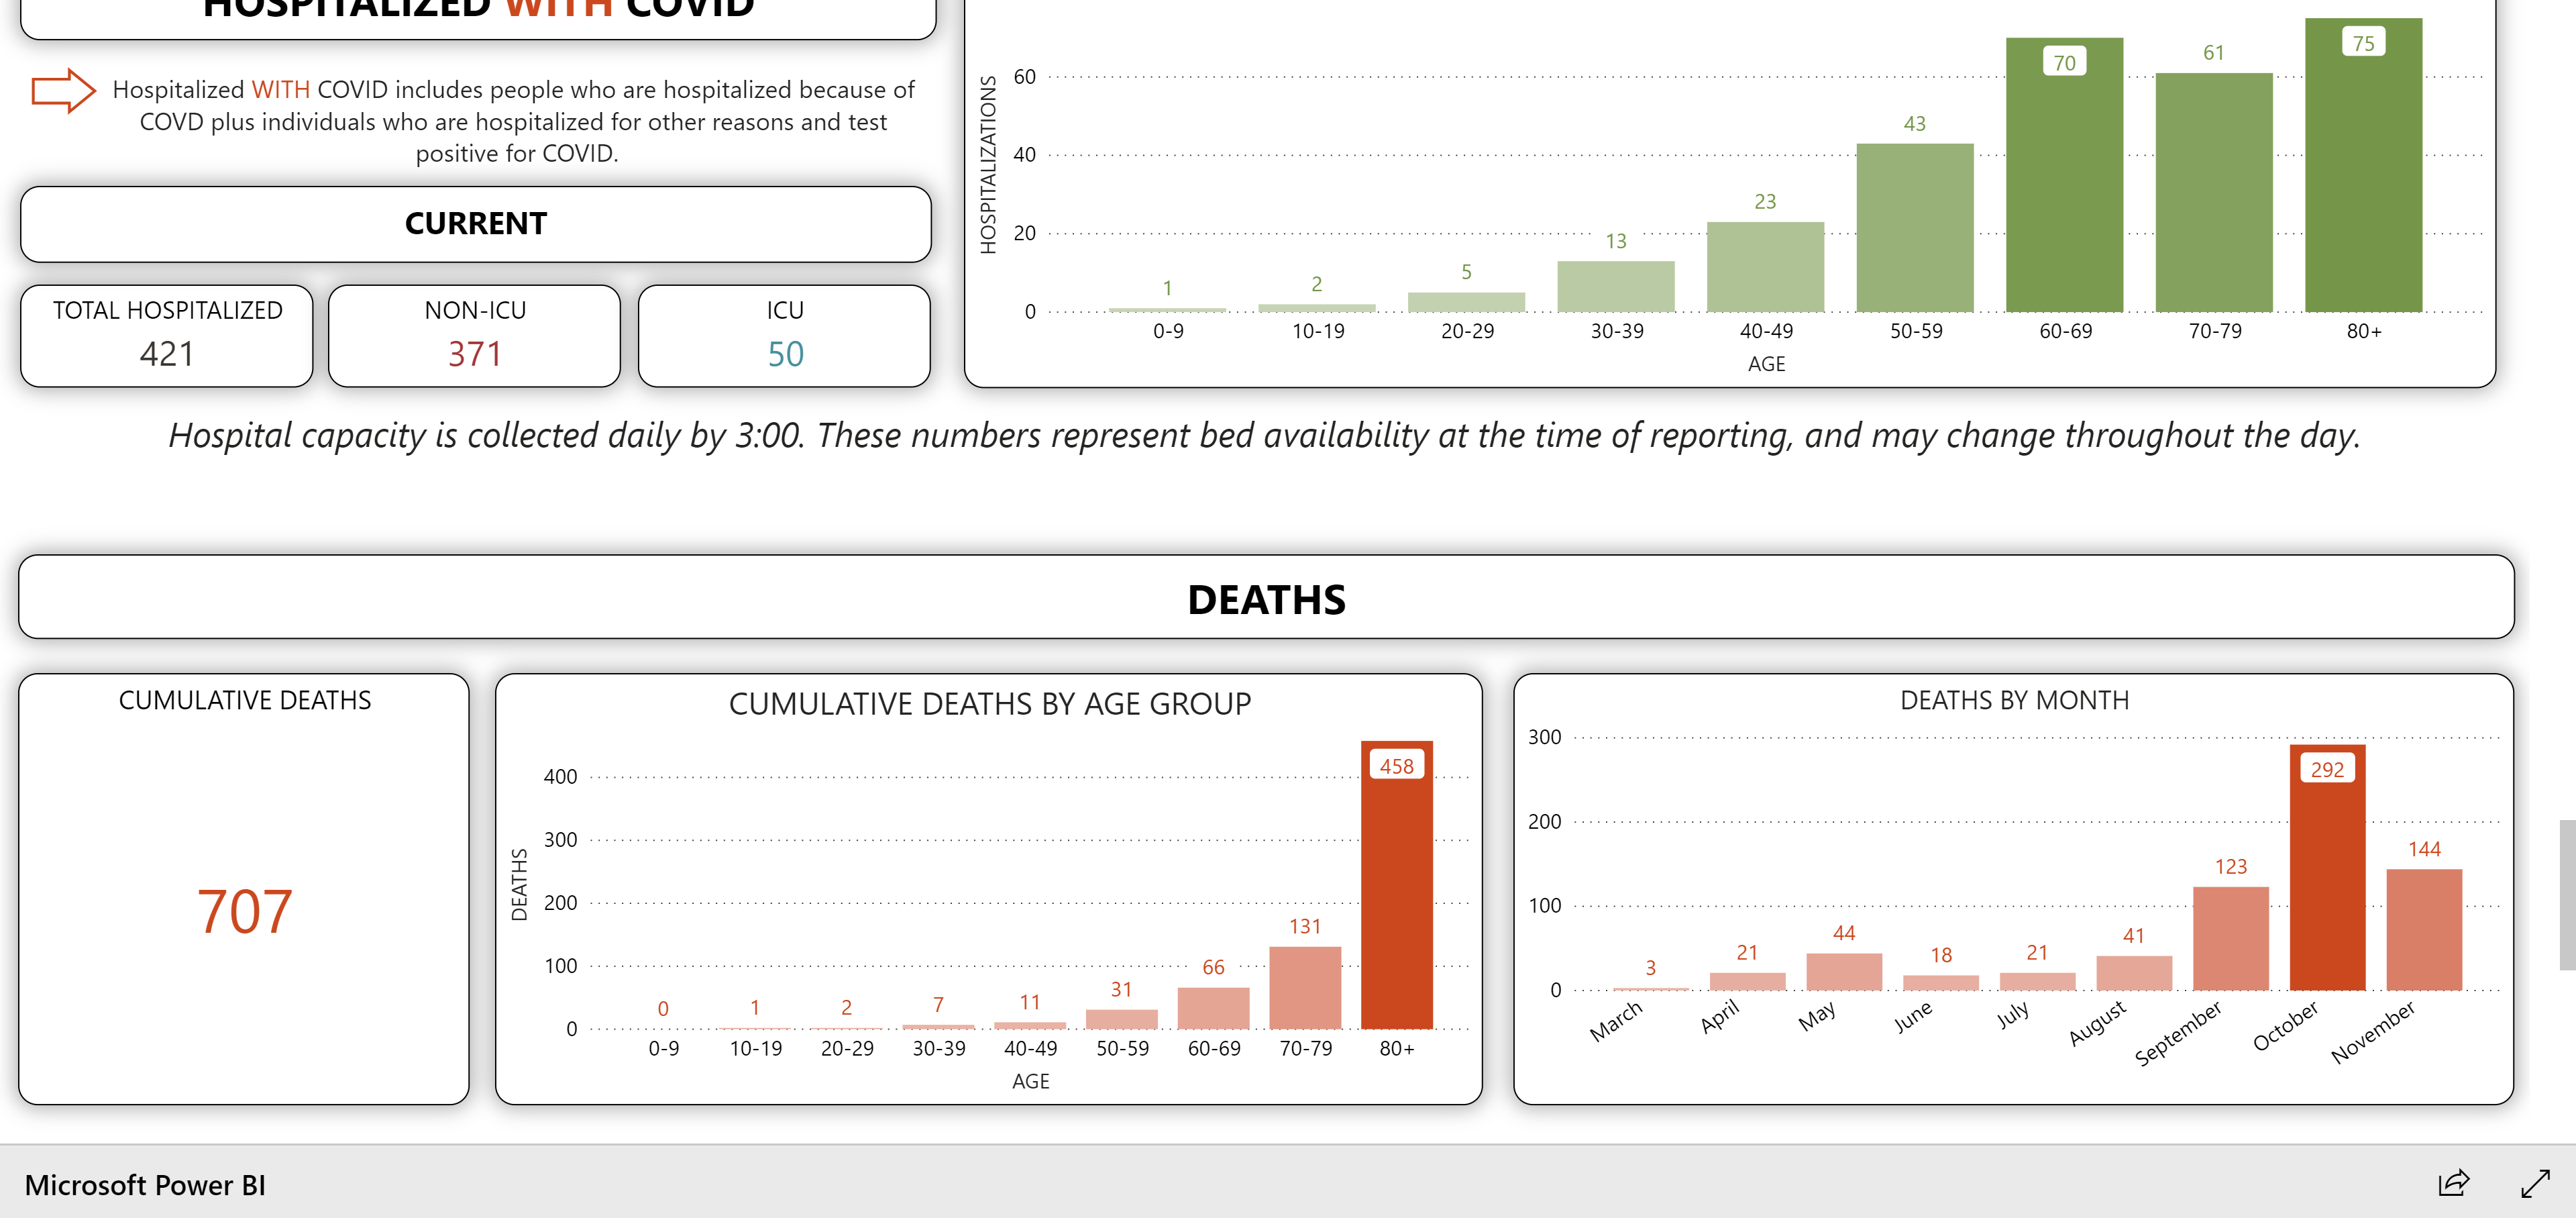 HOSPITALIZED WITH COVID
Hospitalized WITH COVID includes people who are hospitalized because of
COVD plus individuals who are hospitalized for other reasons and test
positive for COVID.
CURRENT
TOTAL HOSPITALIZED
421
NON-ICU
371
ICU
50
HOSPITALIZATIONS
60
40
20
0
1
2
5
13
23
43
70
61
75
0-9
10-19
20-29
30-39
40-49
50-59
60-69
70-79
80+
AGE
Hospital capacity is collected daily by 3:00. These numbers represent bed availability at the time of reporting, and may change throughout the day.
DEATHS
CUMULATIVE DEATHS
707
CUMULATIVE DEATHS BY AGE GROUP
DEATHS
400
300
200
100
0
0
1
2
7
11
31
66
131
458
0-9
10-19
20-29
30-39
40-49
50-59
60-69
70-79
80+
AGE
DEATHS BY MONTH
300
200
100
0
3
21
44
18
21
41
123
292
144
March
April
May
June
July
August
September
October
November
Microsoft Power BI